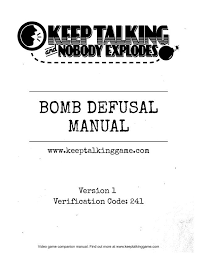 KEEP TALKING
and NOBODY EXPLODES
BOMB DEFUSAL
MANUAL
www.keeptalkinggame.com
Version 1
Verification Code: 241
Video game companion manual. Find out more at www.keeptalkinggame.com